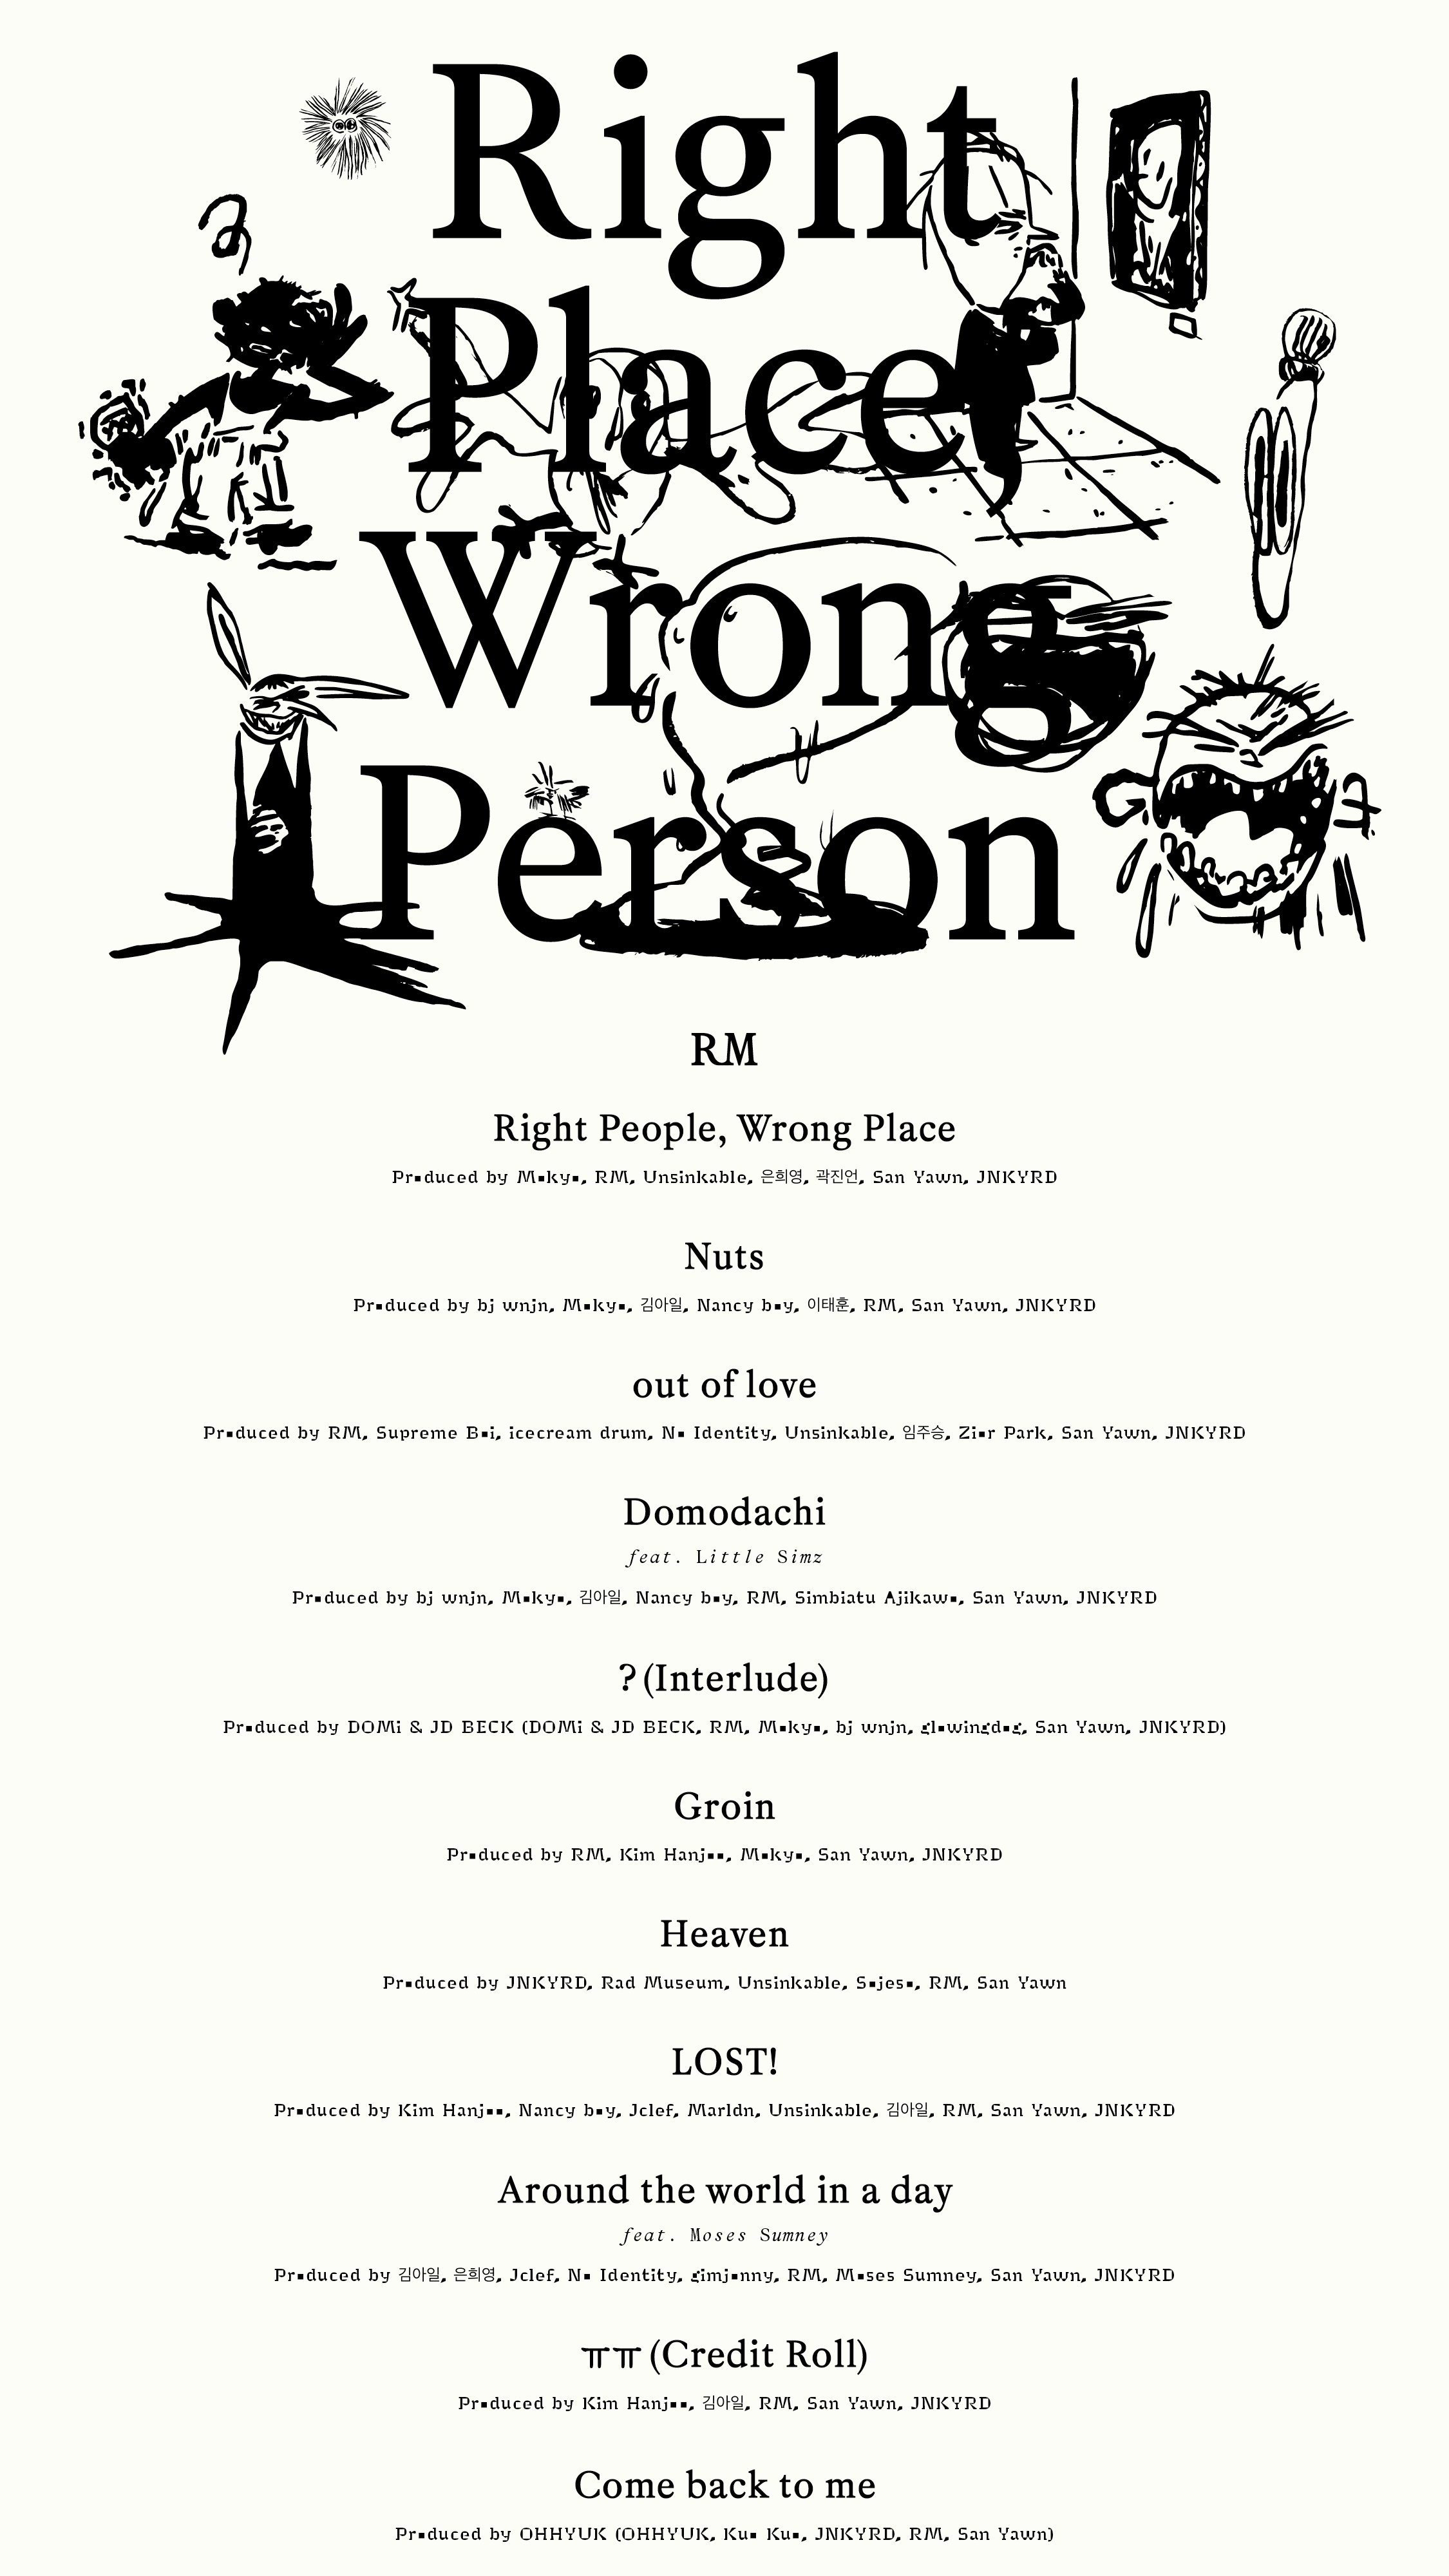 Right
Place
Wrong
Person
RM
Right People, Wrong Place
Pr▪duced by M▪ky▪, RM, Unsinkable, 은희영, 곽진언, San Yawn, JNKYRD
Nuts
Pr▪duced by bj wnjn, M▪ky▪, 김아일, Nancy b▪y, 이태훈, RM, San Yawn, JNKYRD
out of love
Pr▪duced by RM, Supreme B▪i, icecream drum, N▪ Identity, Unsinkable, 임주승, Zi▪r Park, San Yawn, JNKYRD
Domodachi
feat. Little Simz
Pr▪duced by bj wnjn, M▪ky▪, 김아일, Nancy b▪y, RM, Simbiatu Ajikaw▪, San Yawn, JNKYRD
? (Interlude)
Pr▪duced by DOMi & JD BECK (DOMi & JD BECK, RM, M▪ky▪, bj wnjn, gl▪wingd▪g, San Yawn, JNKYRD)
Groin
Pr▪duced by RM, Kim Hanj▪▪, M▪ky▪, San Yawn, JNKYRD
Heaven
Pr▪duced by JNKYRD, Rad Museum, Unsinkable, S▪jes▪, RM, San Yawn
LOST!
Pr▪duced by Kim Hanj▪▪, Nancy b▪y, Jclef, Marldn, Unsinkable, 김아일, RM, San Yawn, JNKYRD
Around the world in a day
feat. Moses Sumney
Pr▪duced by 김아일, 은희영, Jclef, N▪ Identity, gimj▪nny, RM, M▪ses Sumney, San Yawn, JNKYRD
ㅠㅠ (Credit Roll)
Pr▪duced by Kim Hanj▪▪, 김아일, RM, San Yawn, JNKYRD
Come back to me
Pr▪duced by OHHYUK (OHHYUK, Ku▪ Ku▪, JNKYRD, RM, San Yawn)